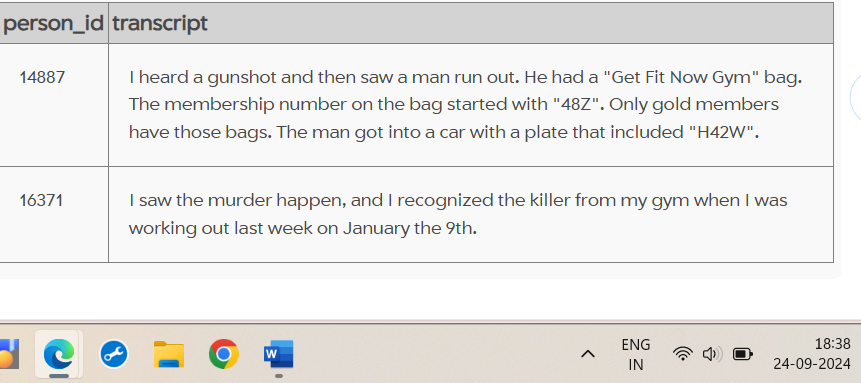 person_id transcript
14887 I heard a gunshot and then saw a man run out. He had a "Get Fit Now Gym" bag.
The membership number on the bag started with "48Z". Only gold members
have those bags. The man got into a car with a plate that included "H42W".
16371 I saw the murder happen, and I recognized the killer from my gym when I was
working out last week on January the 9th.
W
ENG
IN
18:38
24-09-2024